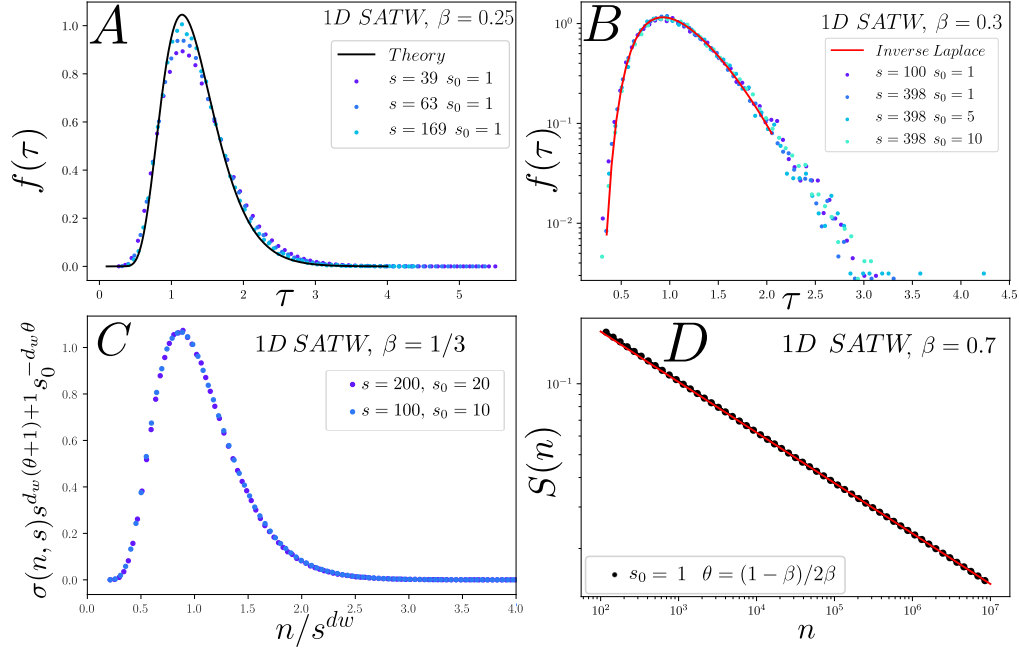 A
1D SATW, β = 0.25
Theory
s = 39 s₀ = 1
s = 63 s₀ = 1
s = 169 s₀ = 1
f(τ)
1.0
0.8
0.6
0.4
0.2
0.0
0 1 2 3 4 5
τ
B
1D SATW, β = 0.3
Inverse Laplace
s = 100 s₀ = 1
s = 398 s₀ = 1
s = 398 s₀ = 5
s = 398 s₀ = 10
f(τ)
10⁰
10⁻¹
10⁻²
0.5 1.0 1.5 2.0 2.5 3.0 3.5 4.0 4.5
τ
C
1D SATW, β = 1/3
s = 200, s₀ = 20
s = 100, s₀ = 10
σ(n, s)s^{d_w(θ+1)+1}s₀^{-d_wθ}
1.0
0.8
0.6
0.4
0.2
0.0
0.0 0.5 1.0 1.5 2.0 2.5 3.0 3.5 4.0
n/s^{dw}
D
1D SATW, β = 0.7
s₀ = 1 θ = (1 − β)/2β
S(n)
10⁻¹
10² 10³ 10⁴ 10⁵ 10⁶ 10⁷
n